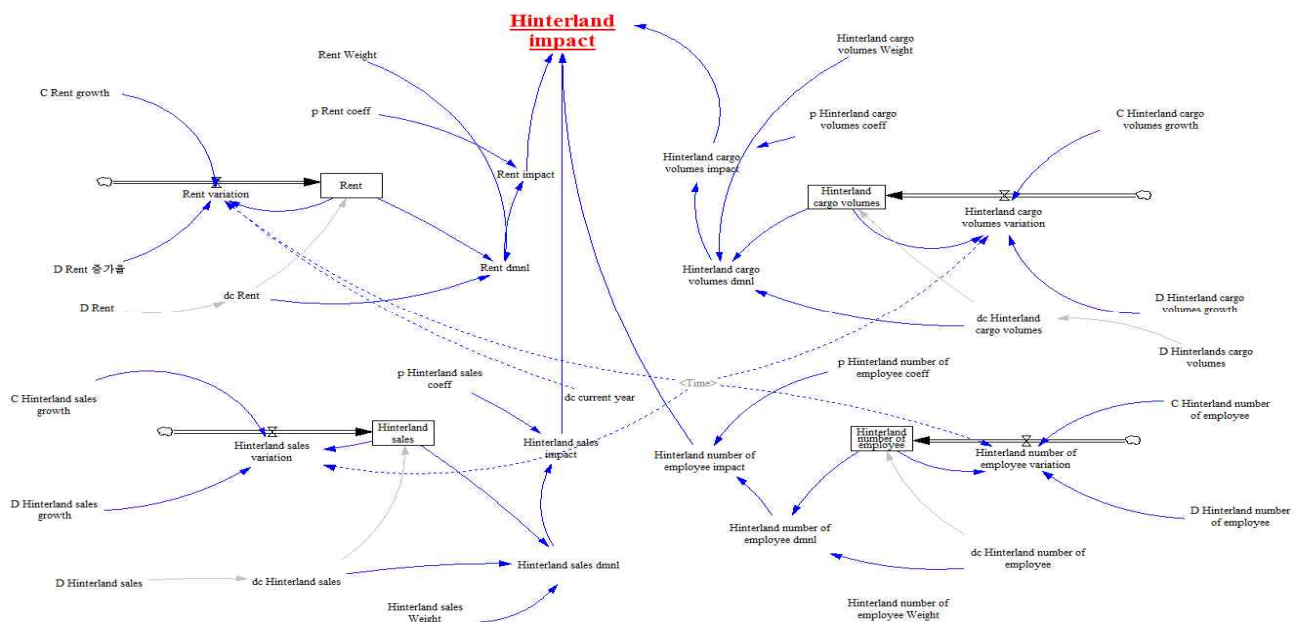 Hinterland
impact
Rent Weight
Hinterland cargo
volumes Weight
C Rent growth
p Rent coeff
p Hinterland cargo
volumes coeff
C Hinterland cargo
volumes growth
Hinterland cargo
volumes impact
Rent impact
Rent
Rent variation
Hinterland
cargo volumes
Hinterland cargo
volumes variation
D Rent 증가율
Rent dmnl
Hinterland cargo
volumes dmnl
D Rent
dc Rent
D Hinterland cargo
volumes growth
dc Hinterland
cargo volumes
D Hinterlands cargo
volumes
p Hinterland sales
coeff
<Time>
dc current year
p Hinterland number of
employee coeff
C Hinterland sales
growth
C Hinterland number
of employee
Hinterland
sales
Hinterland sales
variation
Hinterland sales
impact
Hinterland number of
employee impact
Hinterland
number of
employee
Hinterland number of
employee variation
D Hinterland sales
growth
D Hinterland number
of employee
Hinterland number of
employee dmnl
dc Hinterland number of
employee
Hinterland sales dmnl
D Hinterland sales
dc Hinterland sales
Hinterland sales
Weight
Hinterland number of
employee Weight